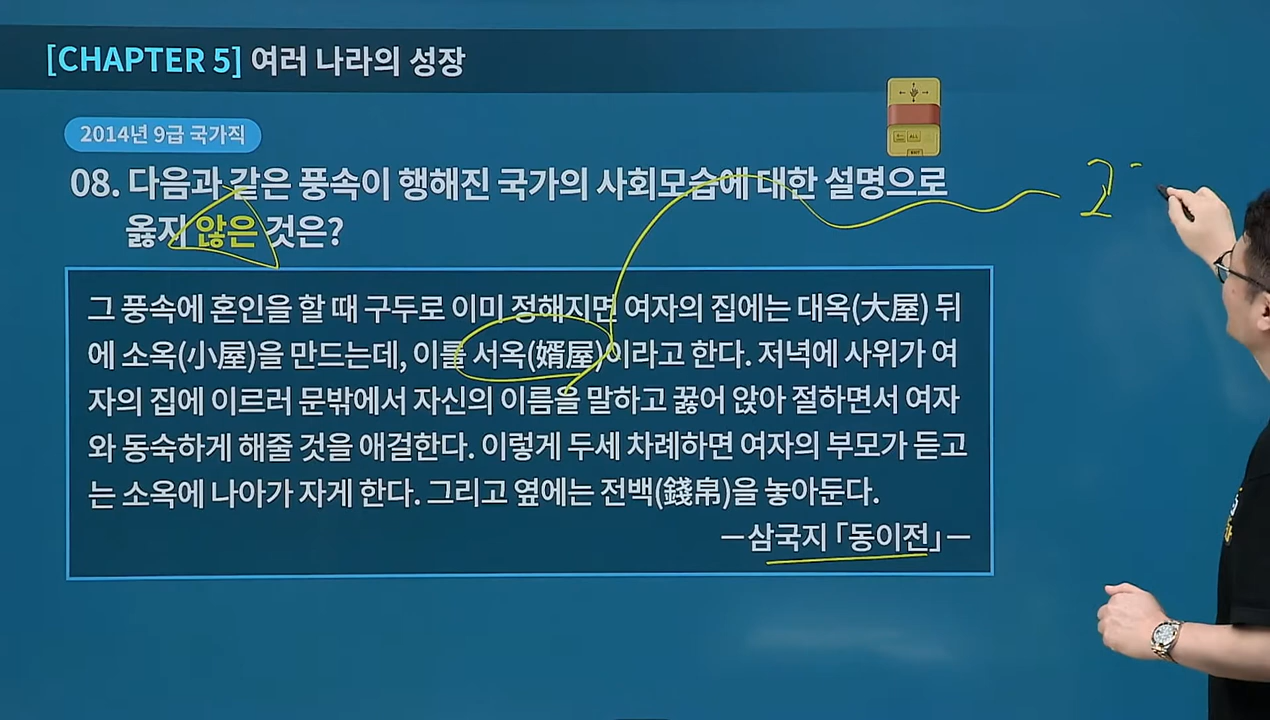 [CHAPTER 5] 여러 나라의 성장
2014년 9급 국가직
08. 다음과 같은 풍속이 행해진 국가의 사회모습에 대한 설명으로
옳지 않은 것은?
그 풍속에 혼인을 할 때 구두로 이미 정해지면 여자의 집에는 대옥(大屋) 뒤
에 소옥(小屋)을 만드는데, 이를 서옥(婿屋)이라고 한다. 저녁에 사위가 여
자의 집에 이르러 문밖에서 자신의 이름을 말하고 꿇어 앉아 절하면서 여자
와 동숙하게 해줄 것을 애걸한다. 이렇게 두세 차례하면 여자의 부모가 듣고
는 소옥에 나아가 자게 한다. 그리고 옆에는 전백(錢帛)을 놓아둔다.
－삼국지 「동이전」－